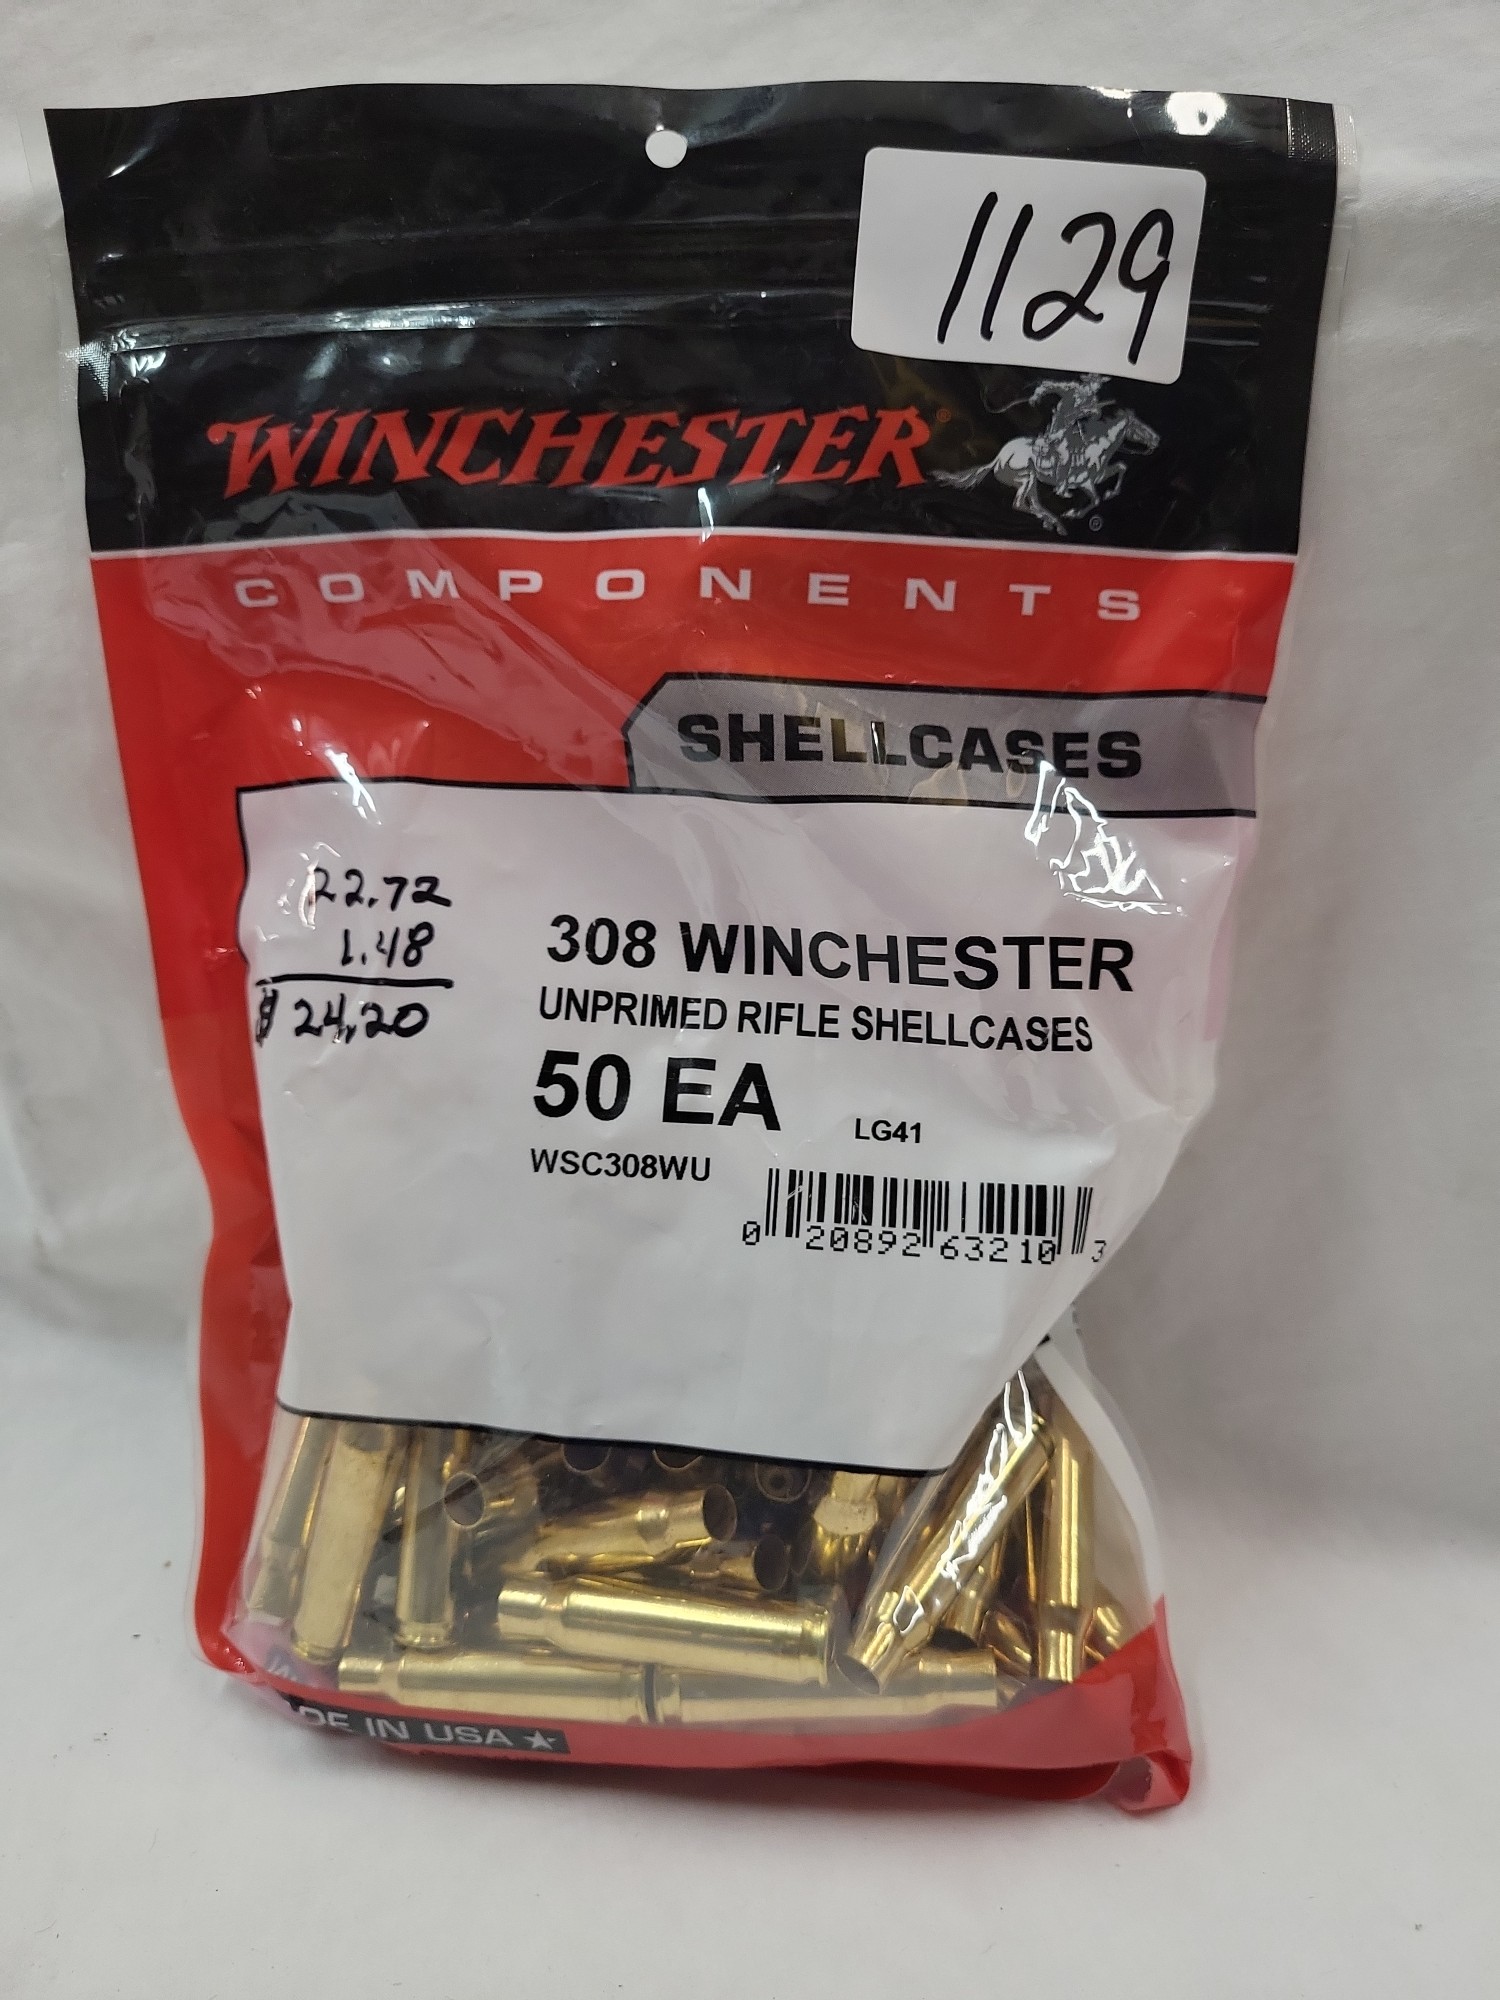 1129
WINCHESTER®
COMPONENTS
SHELLCASES
22.72
1.48
$24.20
308 WINCHESTER
UNPRIMED RIFLE SHELLCASES
50 EA
LG41
WSC308WU
0 20892 63210 3
DE IN USA ★